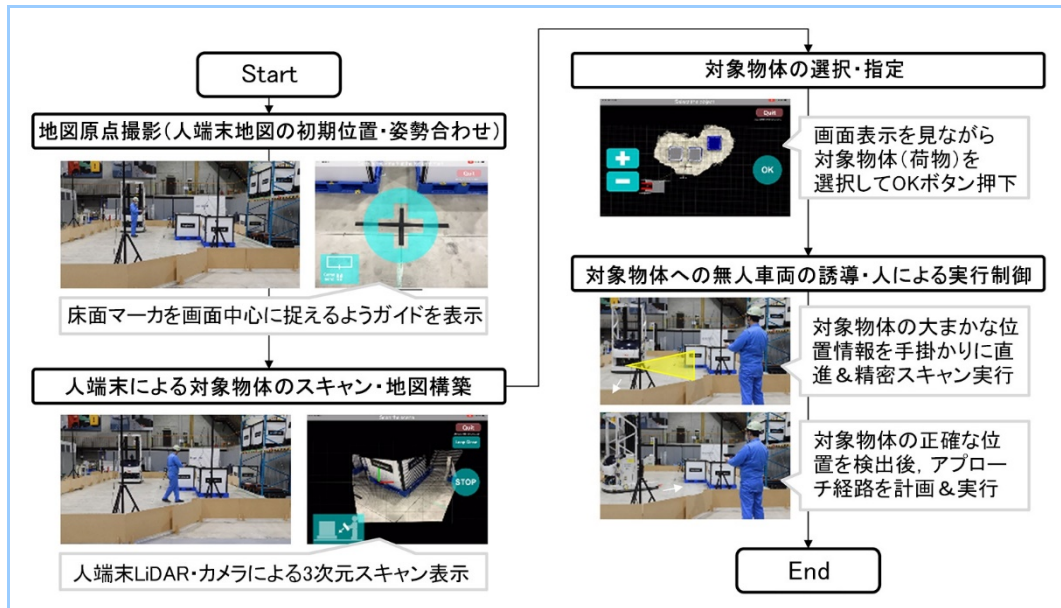 Start
地図原点撮影(人端末地図の初期位置・姿勢合わせ)
Quit
床面マーカを画面中心に捉えるようガイドを表示
人端末による対象物体のスキャン・地図構築
Quit
STOP
人端末LiDAR・カメラによる3次元スキャン表示
対象物体の選択・指定
Quit
OK
画面表示を見ながら
対象物体(荷物)を
選択してOKボタン押下
対象物体への無人車両の誘導・人による実行制御
対象物体の大まかな位
置情報を手掛かりに直
進&精密スキャン実行
対象物体の正確な位
置を検出後, アプロー
チ経路を計画&実行
End